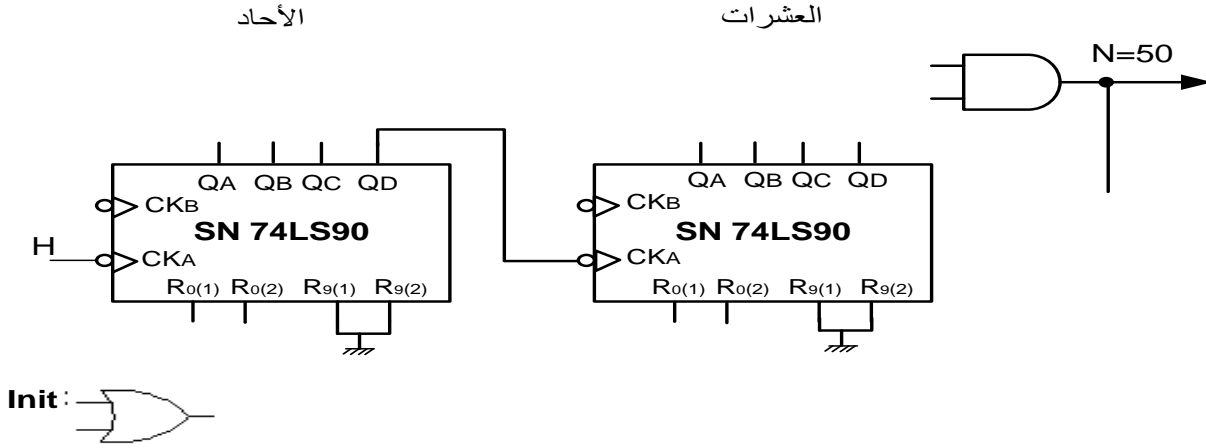 الأحاد
العشرات
N=50
QA QB QC QD
CKB
SN 74LS90
H
CKA
R0(1) R0(2) R9(1) R9(2)
QA QB QC QD
CKB
SN 74LS90
CKA
R0(1) R0(2) R9(1) R9(2)
Init :